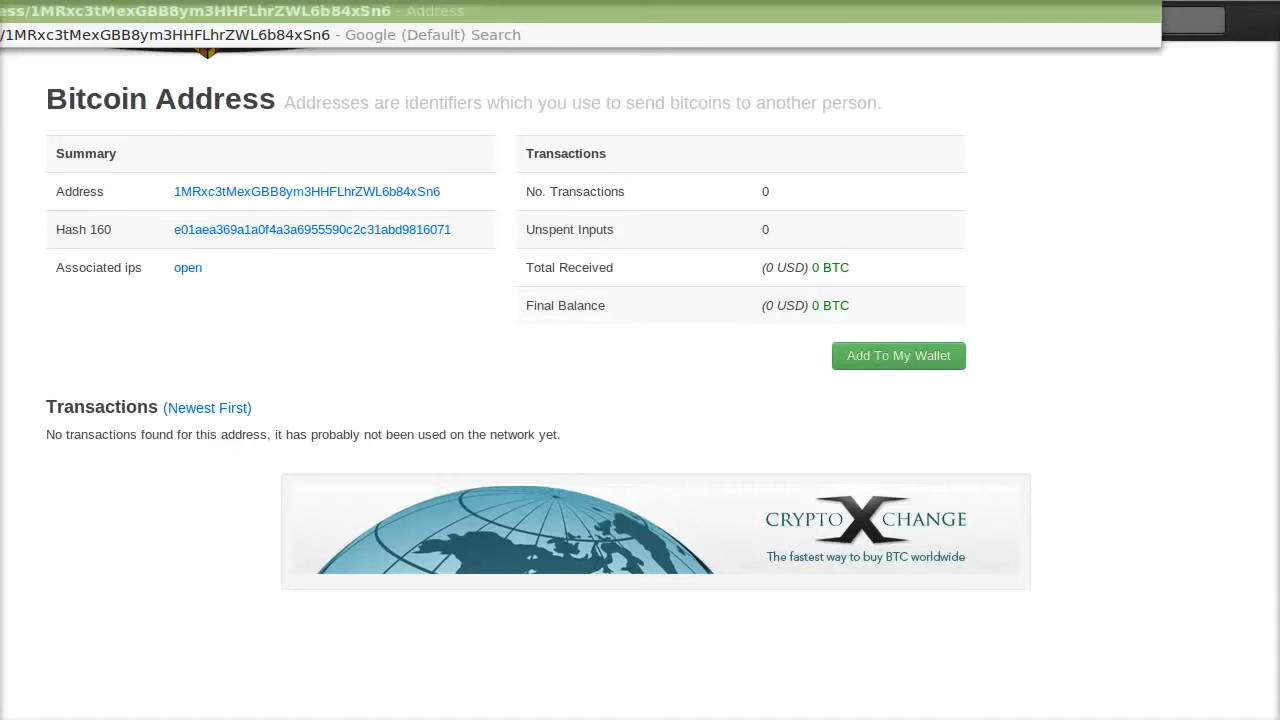 ess/1MRxc3tMexGBB8ym3HHFLhrZWL6b84xSn6 - Address
/1MRxc3tMexGBB8ym3HHFLhrZWL6b84xSn6 - Google (Default) Search
Bitcoin Address Addresses are identifiers which you use to send bitcoins to another person.
Summary
Address 1MRxc3tMexGBB8ym3HHFLhrZWL6b84xSn6
Hash 160 e01aea369a1a0f4a3a6955590c2c31abd9816071
Associated ips open
Transactions
No. Transactions 0
Unspent Inputs 0
Total Received (0 USD) 0 BTC
Final Balance (0 USD) 0 BTC
Add To My Wallet
Transactions (Newest First)
No transactions found for this address, it has probably not been used on the network yet.
CRYPTO X CHANGE
The fastest way to buy BTC worldwide